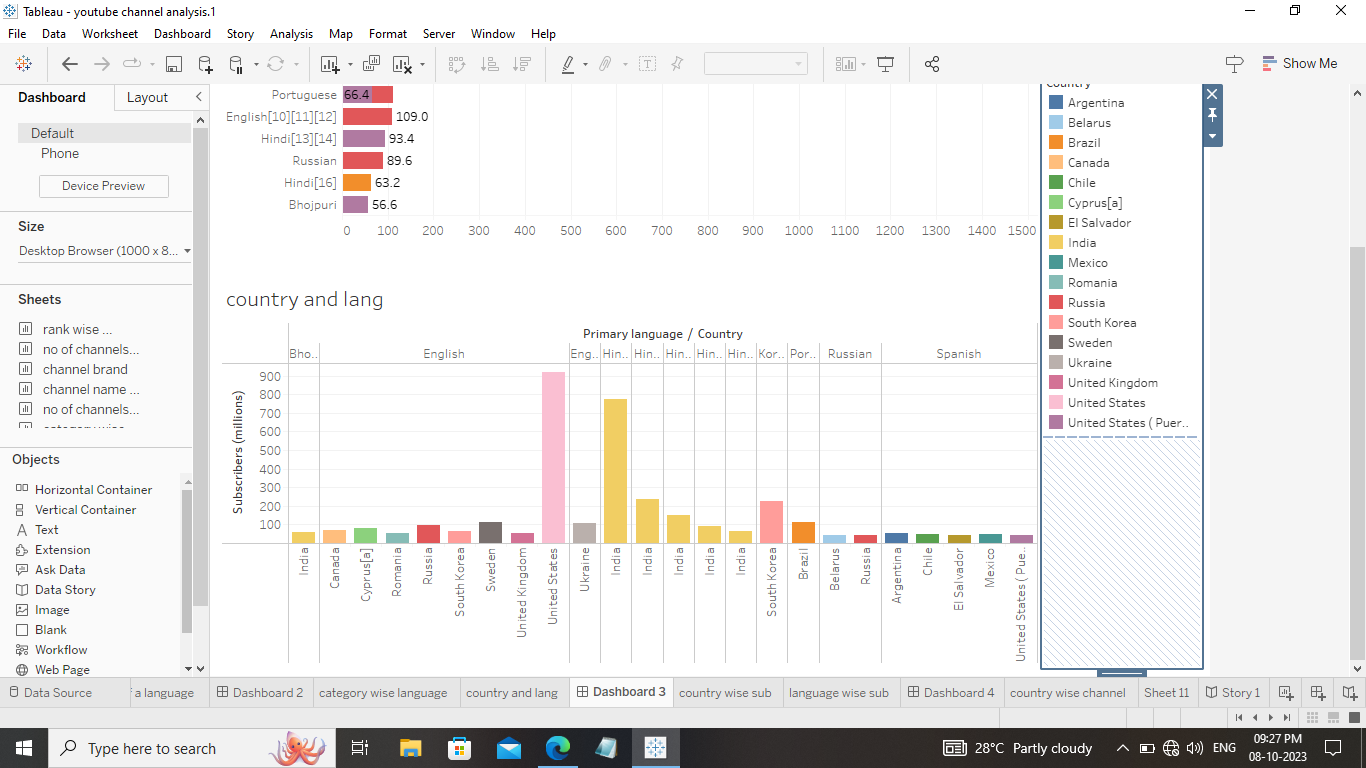 Tableau - youtube channel analysis.1
File Data Worksheet Dashboard Story Analysis Map Format Server Window Help
Show Me
Dashboard Layout
Default
Phone
Device Preview
Size
Desktop Browser (1000 x 8...
Sheets
rank wise ...
no of channels...
channel brand
channel name ...
no of channels...
category wise
Objects
Horizontal Container
Vertical Container
Text
Extension
Ask Data
Data Story
Image
Blank
Workflow
Web Page
Portuguese 66.4
English[10][11][12] 109.0
Hindi[13][14] 93.4
Russian 89.6
Hindi[16] 63.2
Bhojpuri 56.6
0 100 200 300 400 500 600 700 800 900 1000 1100 1200 1300 1400 1500
country and lang
Primary language / Country
Bho.. English Eng.. Hin.. Hin.. Hin.. Hin.. Hin.. Kor.. Por.. Russian Spanish
Subscribers (millions)
900
800
700
600
500
400
300
200
100
India Canada Cyprus[a] Romania Russia South Korea Sweden United Kingdom United States Ukraine India India India India India South Korea Brazil Belarus Russia Argentina Chile El Salvador Mexico United States ( Pue..
Country
Argentina
Belarus
Brazil
Canada
Chile
Cyprus[a]
El Salvador
India
Mexico
Romania
Russia
South Korea
Sweden
Ukraine
United Kingdom
United States
United States ( Puer..
Data Source f a language Dashboard 2 category wise language country and lang Dashboard 3 country wise sub language wise sub Dashboard 4 country wise channel Sheet 11 Story 1
Type here to search
28°C Partly cloudy
ENG
09:27 PM
08-10-2023